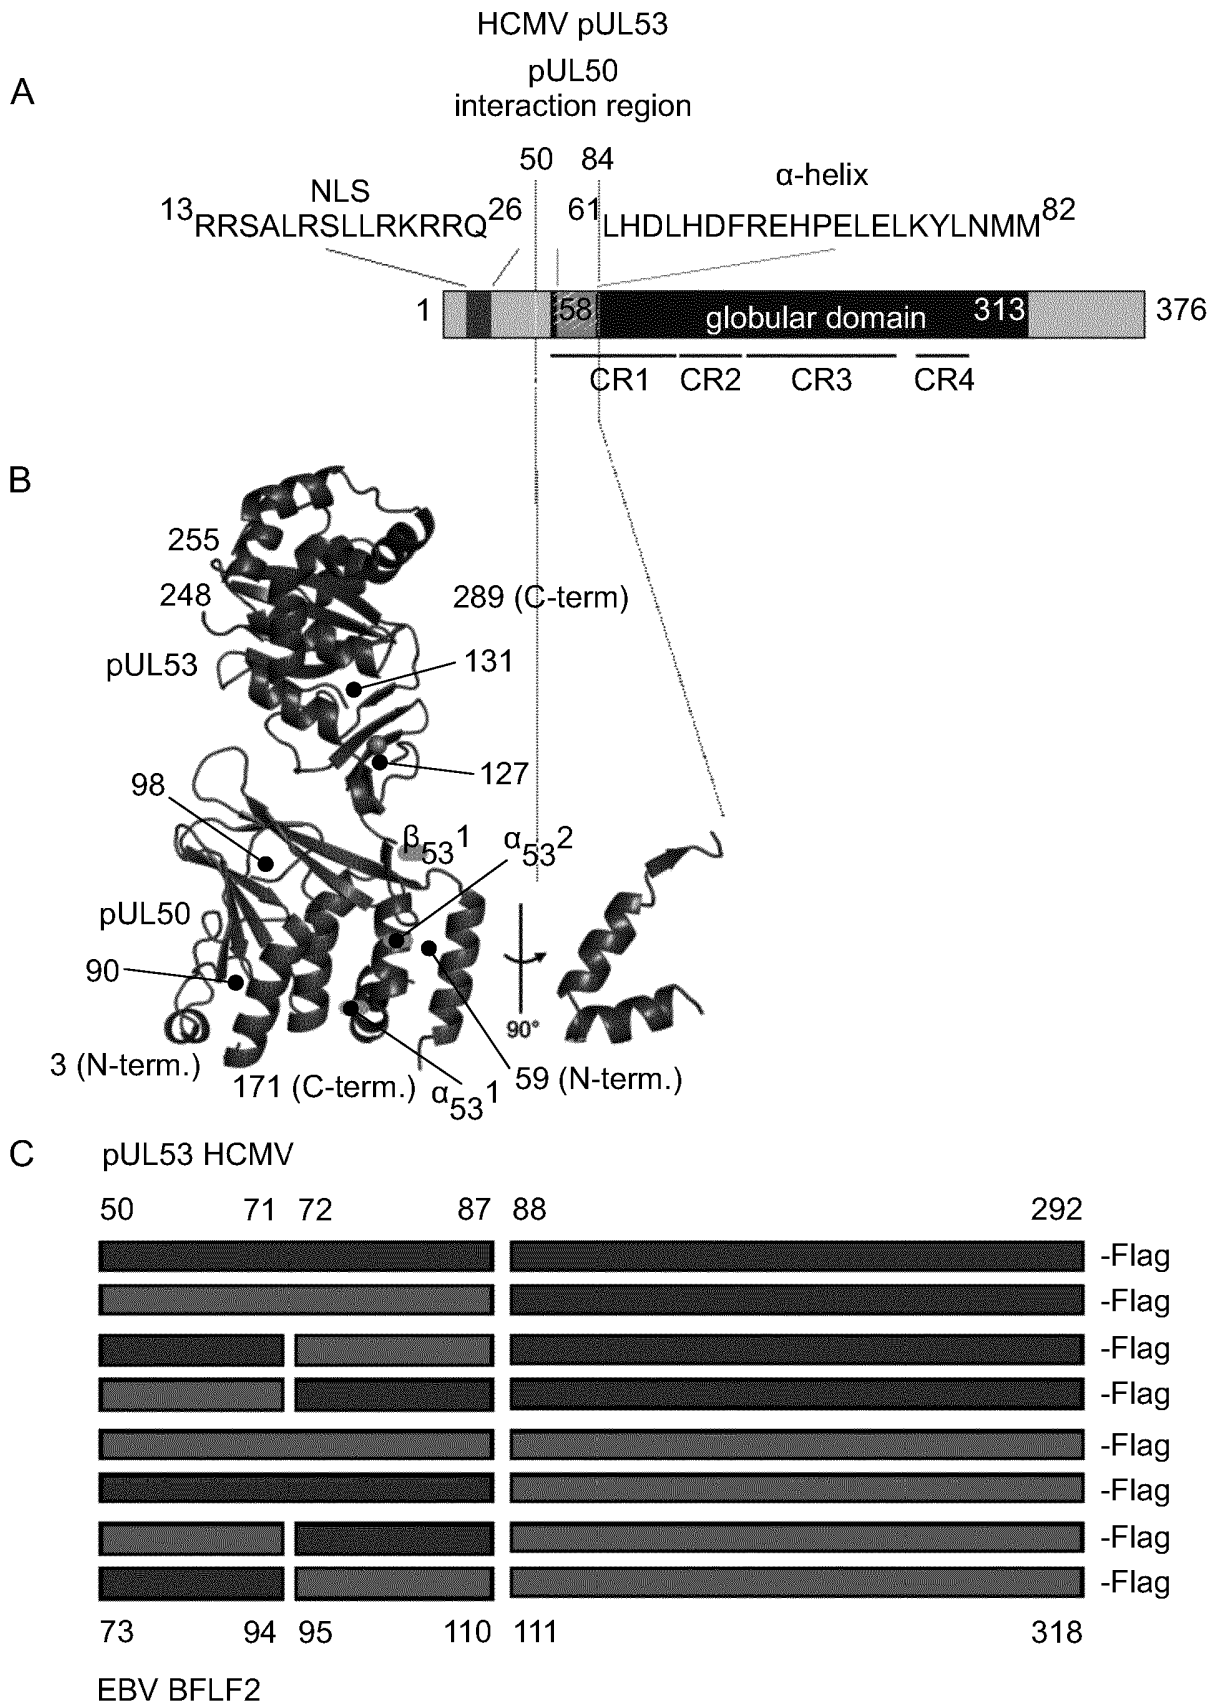 HCMV pUL53
A
pUL50
interaction region
50 84
NLS
α-helix
13RRSALRSLLRKRRQ26
61LHDLHDFREHPELELKYLNMM82
1 58 globular domain 313 376
CR1 CR2 CR3 CR4
B
255
248
289 (C-term)
pUL53
131
127
98
β531
α532
pUL50
90
90°
3 (N-term.)
171 (C-term.)
α531
59 (N-term.)
C
pUL53 HCMV
50 71 72 87 88 292
-Flag
-Flag
-Flag
-Flag
-Flag
-Flag
-Flag
-Flag
73 94 95 110 111 318
EBV BFLF2